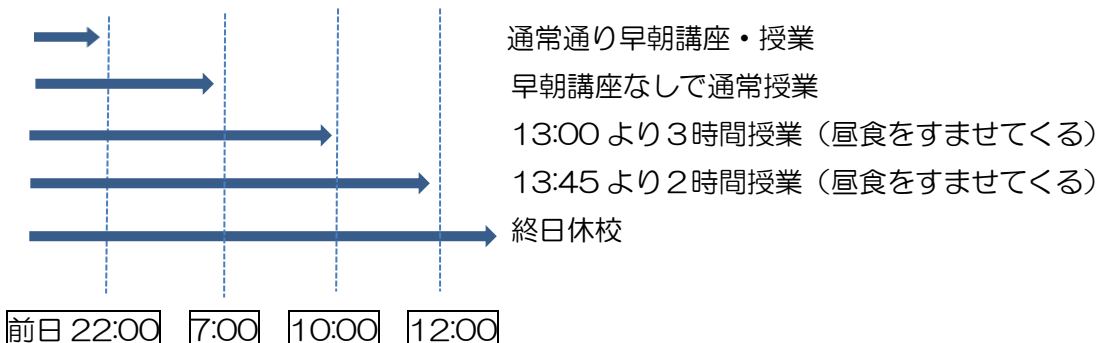 通常通り早朝講座・授業
早朝講座なしで通常授業
13:00より3時間授業（昼食をすませてくる）
13:45より2時間授業（昼食をすませてくる）
終日休校
前日22:00 7:00 10:00 12:00